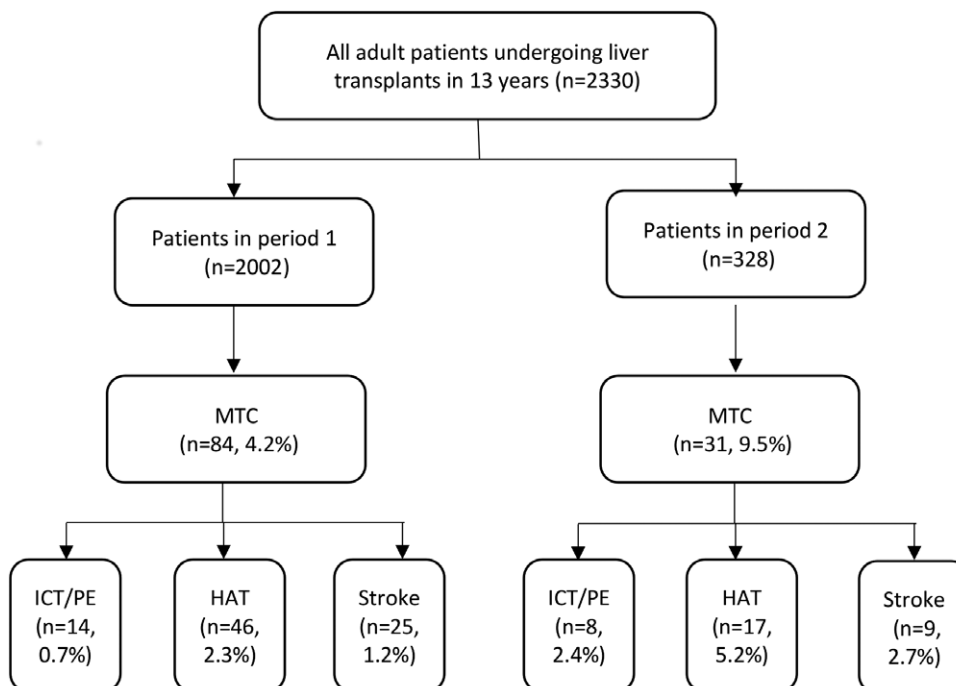 All adult patients undergoing liver
transplants in 13 years (n=2330)
Patients in period 1
(n=2002)
Patients in period 2
(n=328)
MTC
(n=84, 4.2%)
MTC
(n=31, 9.5%)
ICT/PE
(n=14,
0.7%)
HAT
(n=46,
2.3%)
Stroke
(n=25,
1.2%)
ICT/PE
(n=8,
2.4%)
HAT
(n=17,
5.2%)
Stroke
(n=9,
2.7%)